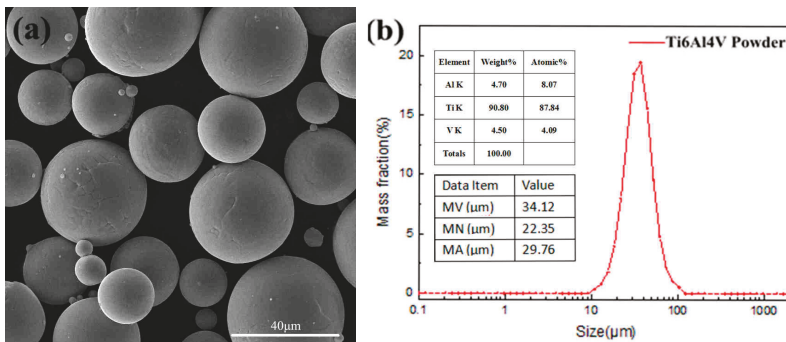 (a)
40μm
(b)
Ti6Al4V Powder
Element Weight% Atomic%
Al K 4.70 8.07
Ti K 90.80 87.84
V K 4.50 4.09
Totals 100.00
Data Item Value
MV (μm) 34.12
MN (μm) 22.35
MA (μm) 29.76
Mass fraction(%)
20
15
10
5
0
0.1 1 10 100 1000
Size(μm)